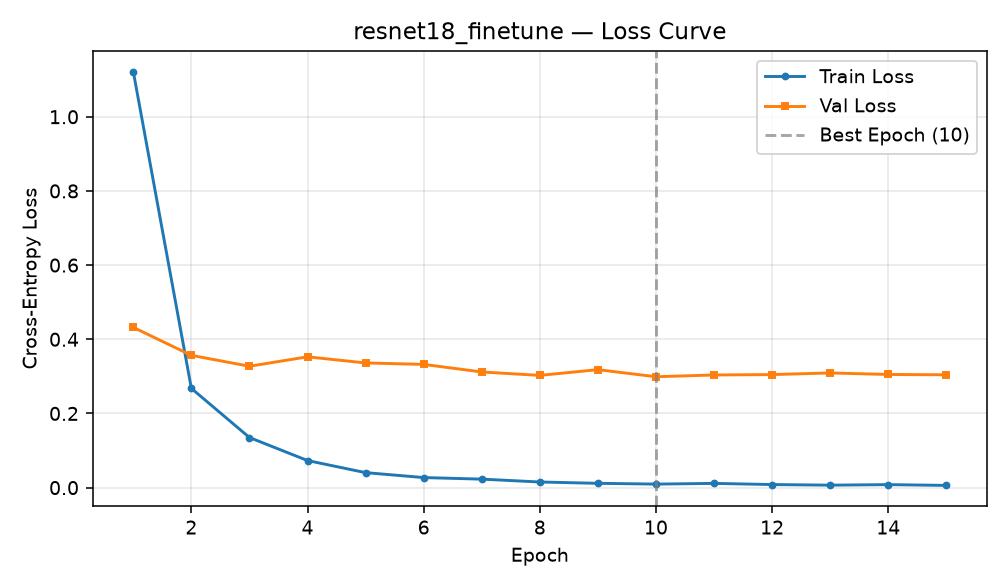 resnet18_finetune — Loss Curve
Train Loss
Val Loss
Best Epoch (10)
Cross-Entropy Loss
1.0
0.8
0.6
0.4
0.2
0.0
2 4 6 8 10 12 14
Epoch